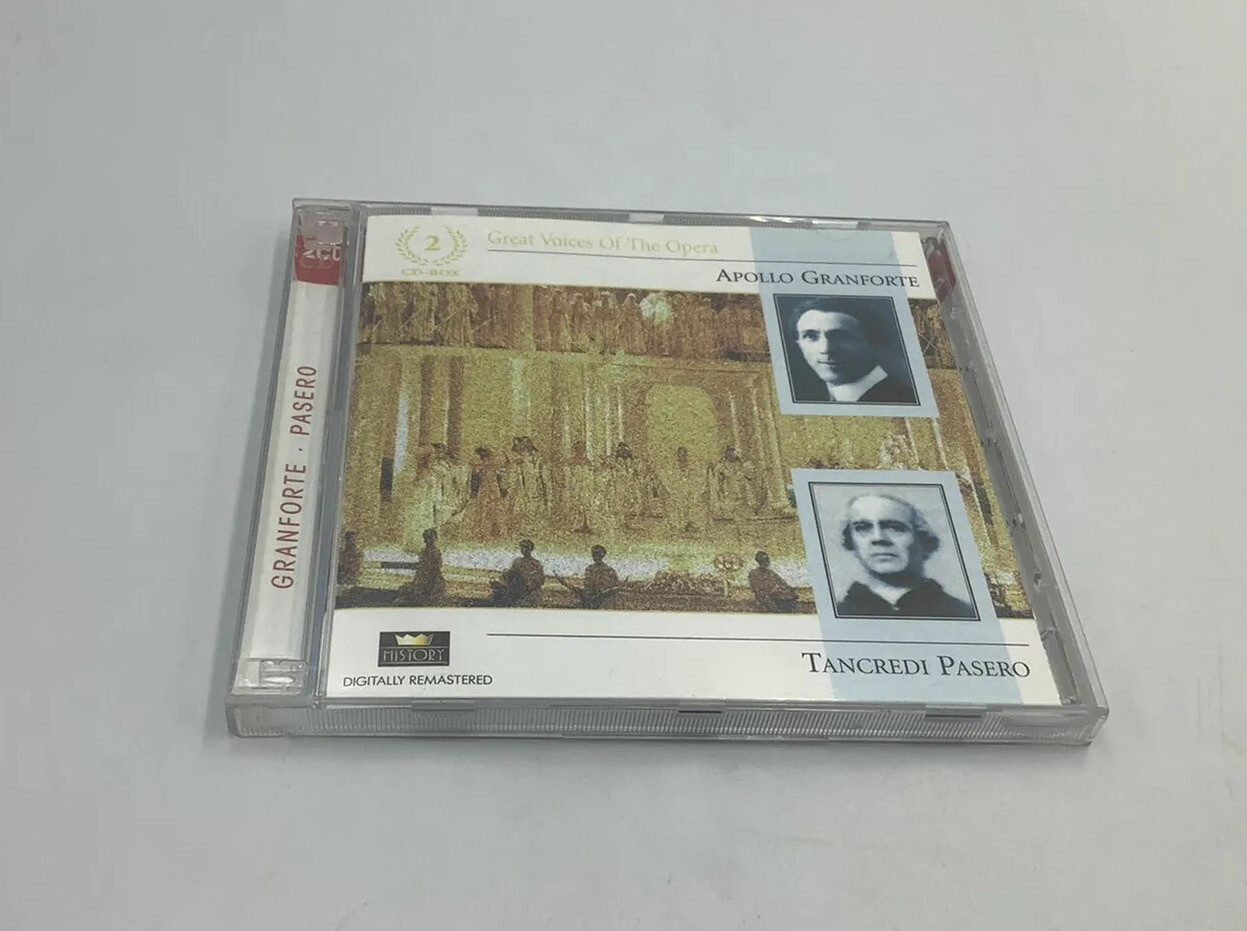 2
CD-BOX
Great Voices Of The Opera
APOLLO GRANFORTE
GRANFORTE · PASERO
HISTORY
DIGITALLY REMASTERED
TANCREDI PASERO